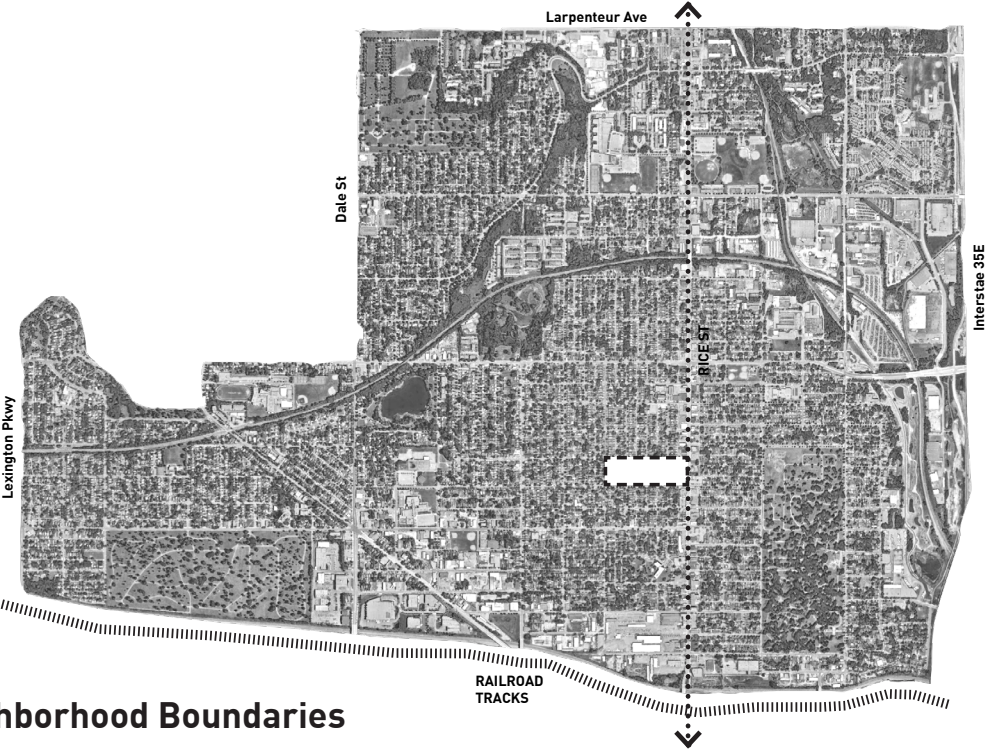 Larpenteur Ave
Dale St
Interstae 35E
RICE ST
Lexington Pkwy
RAILROAD
TRACKS
hborhood Boundaries